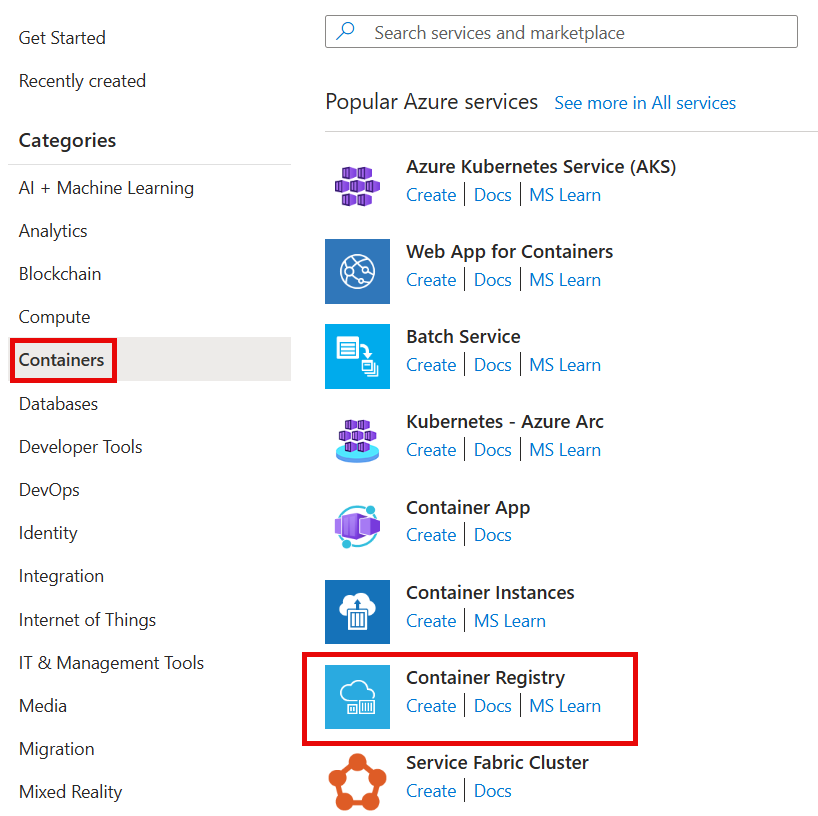 Get Started
Recently created
Categories
AI + Machine Learning
Analytics
Blockchain
Compute
Containers
Databases
Developer Tools
DevOps
Identity
Integration
Internet of Things
IT & Management Tools
Media
Migration
Mixed Reality
Search services and marketplace
Popular Azure services See more in All services
Azure Kubernetes Service (AKS)
Create | Docs | MS Learn
Web App for Containers
Create | Docs | MS Learn
Batch Service
Create | Docs | MS Learn
Kubernetes - Azure Arc
Create | Docs | MS Learn
Container App
Create | Docs
Container Instances
Create | MS Learn
Container Registry
Create | Docs | MS Learn
Service Fabric Cluster
Create | Docs